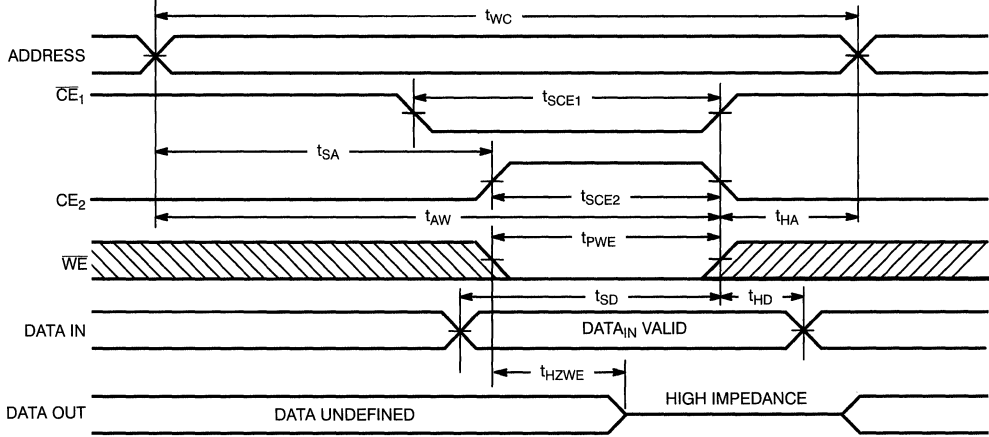 tWC
ADDRESS
CE1
tSCE1
tSA
CE2
tSCE2
tAW
tHA
tPWE
WE
tSD
tHD
DATA IN
DATAIN VALID
tHZWE
DATA OUT
DATA UNDEFINED
HIGH IMPEDANCE